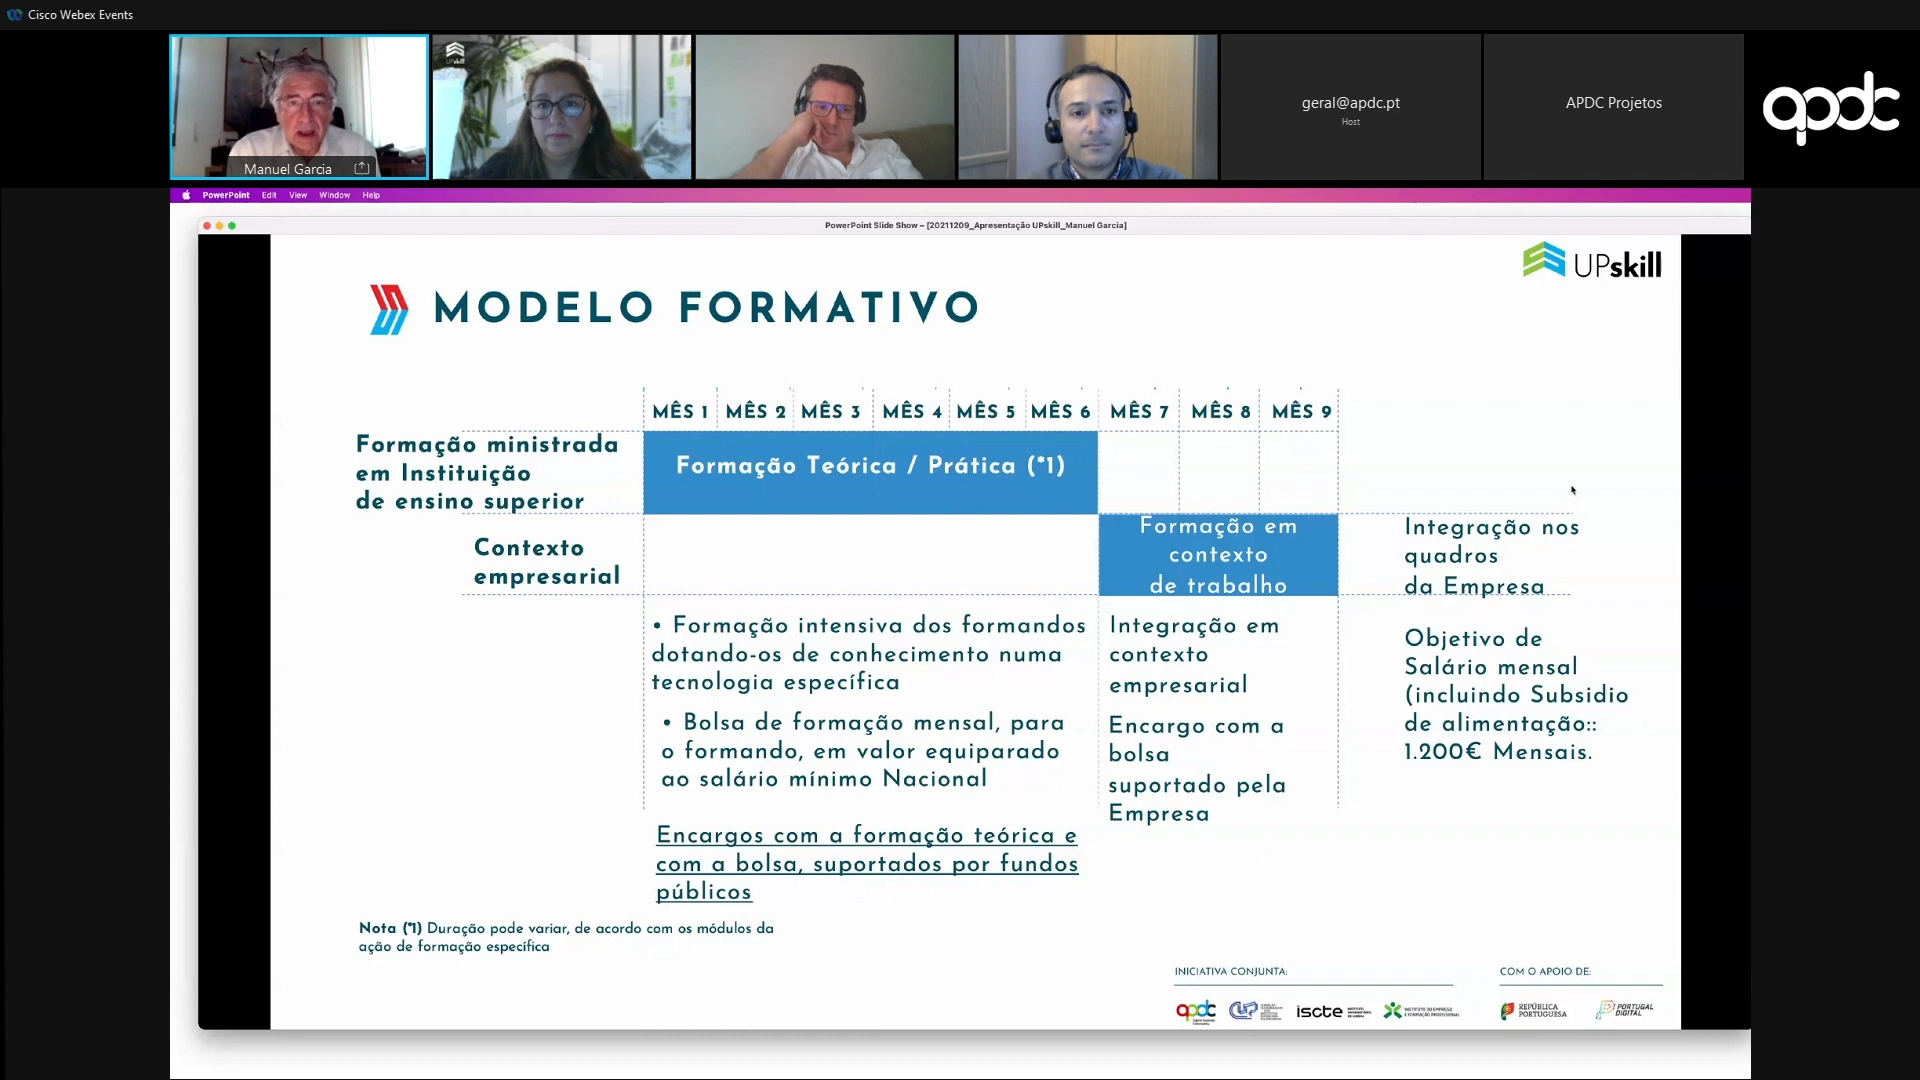 Cisco Webex Events
UPskill
Manuel Garcia
geral@apdc.pt
Host
APDC Projetos
apdc
PowerPoint Edit View Window Help
PowerPoint Slide Show – [20211209_Apresentação UPskill_Manuel Garcia]
UPskill
MODELO FORMATIVO
MÊS 1 MÊS 2 MÊS 3 MÊS 4 MÊS 5 MÊS 6 MÊS 7 MÊS 8 MÊS 9
Formação ministrada
em Instituição
de ensino superior
Formação Teórica / Prática (*1)
Contexto
empresarial
Formação em
contexto
de trabalho
Integração nos
quadros
da Empresa
• Formação intensiva dos formandos
dotando-os de conhecimento numa
tecnologia específica
• Bolsa de formação mensal, para
o formando, em valor equiparado
ao salário mínimo Nacional
Encargos com a formação teórica e
com a bolsa, suportados por fundos
públicos
Integração em
contexto
empresarial
Encargo com a
bolsa
suportado pela
Empresa
Objetivo de
Salário mensal
(incluindo Subsidio
de alimentação::
1.200€ Mensais.
Nota (*1) Duração pode variar, de acordo com os módulos da
ação de formação específica
INICIATIVA CONJUNTA:
apdc
iscte
COM O APOIO DE:
REPÚBLICA
PORTUGUESA
PORTUGAL
DIGITAL